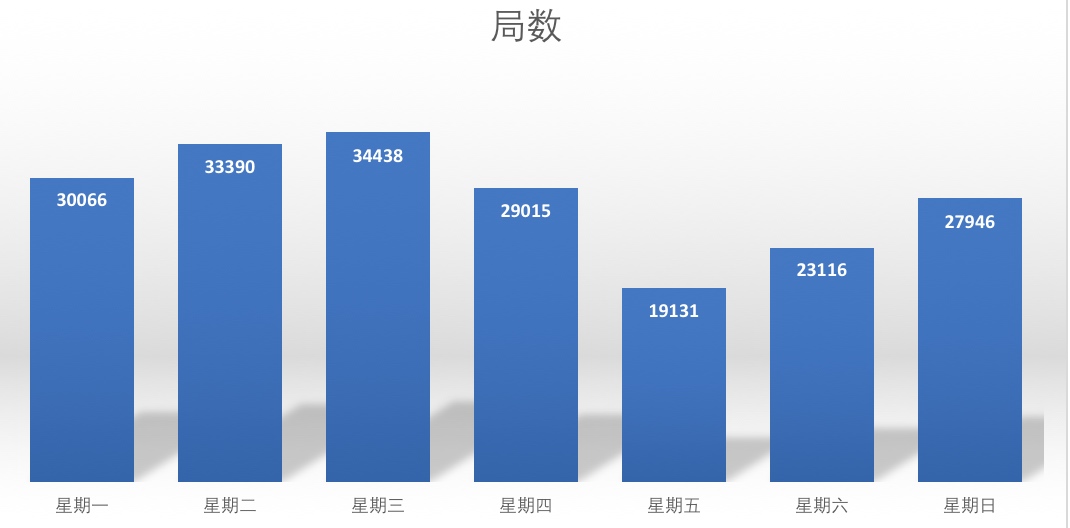 局数
30066
33390
34438
29015
19131
23116
27946
星期一
星期二
星期三
星期四
星期五
星期六
星期日